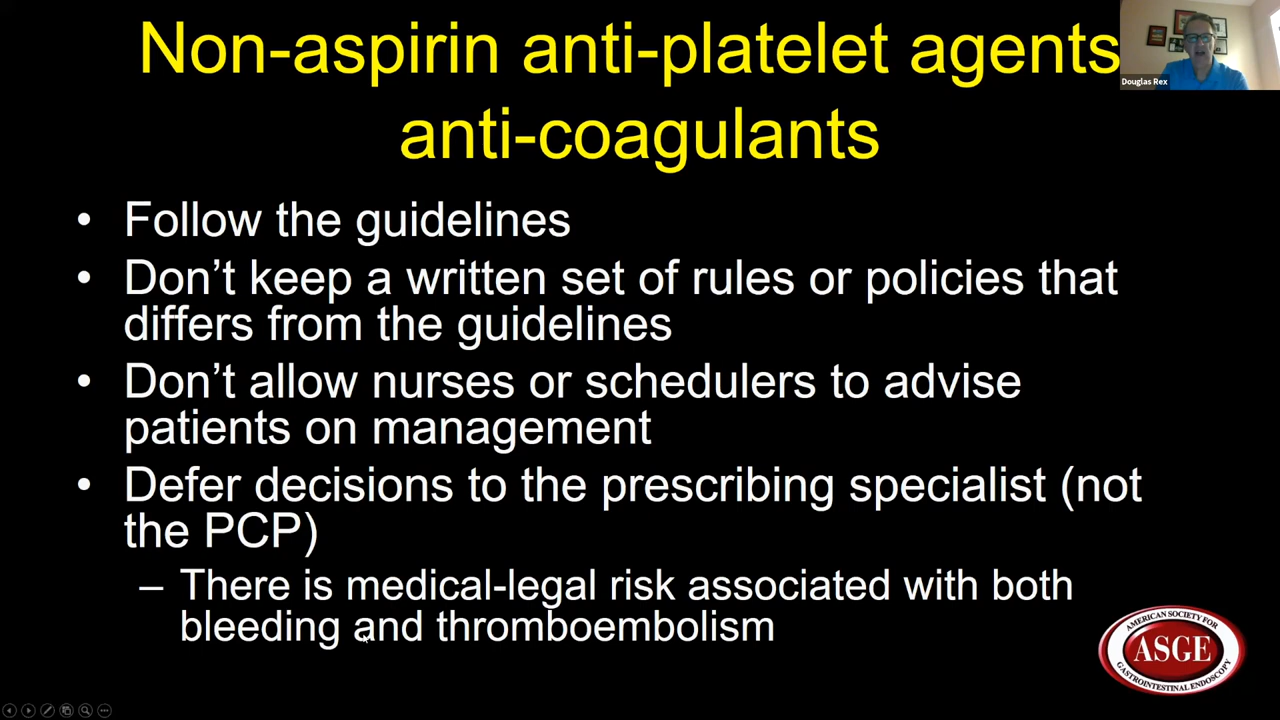 Non-aspirin anti-platelet agents
anti-coagulants
Douglas Rex
• Follow the guidelines
• Don’t keep a written set of rules or policies that
differs from the guidelines
• Don’t allow nurses or schedulers to advise
patients on management
• Defer decisions to the prescribing specialist (not
the PCP)
– There is medical-legal risk associated with both
bleeding and thromboembolism
AMERICAN SOCIETY FOR
ASGE
GASTROINTESTINAL ENDOSCOPY